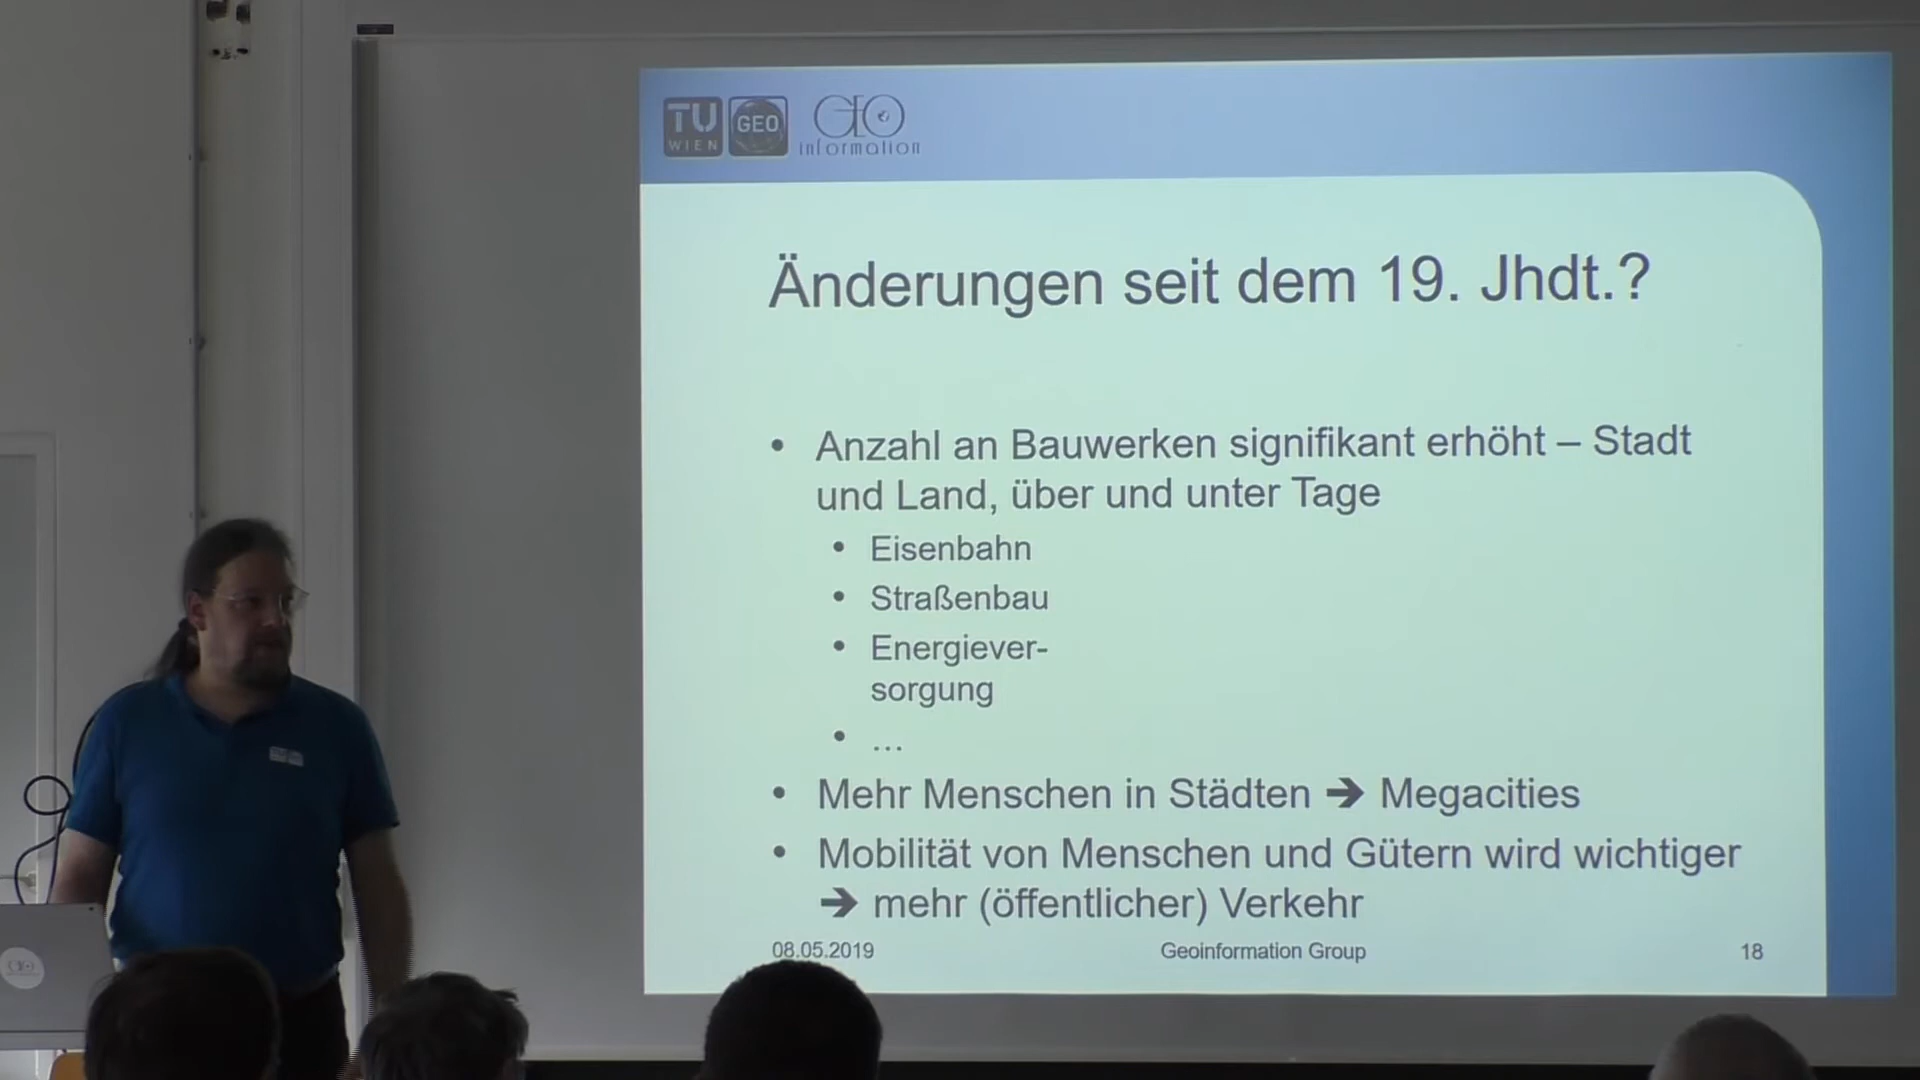 TU
WIEN
GEO
GEO
information
Änderungen seit dem 19. Jhdt.?
• Anzahl an Bauwerken signifikant erhöht – Stadt
und Land, über und unter Tage
• Eisenbahn
• Straßenbau
• Energiever-
sorgung
• ...
• Mehr Menschen in Städten ➔ Megacities
• Mobilität von Menschen und Gütern wird wichtiger
➔ mehr (öffentlicher) Verkehr
08.05.2019 Geoinformation Group 18